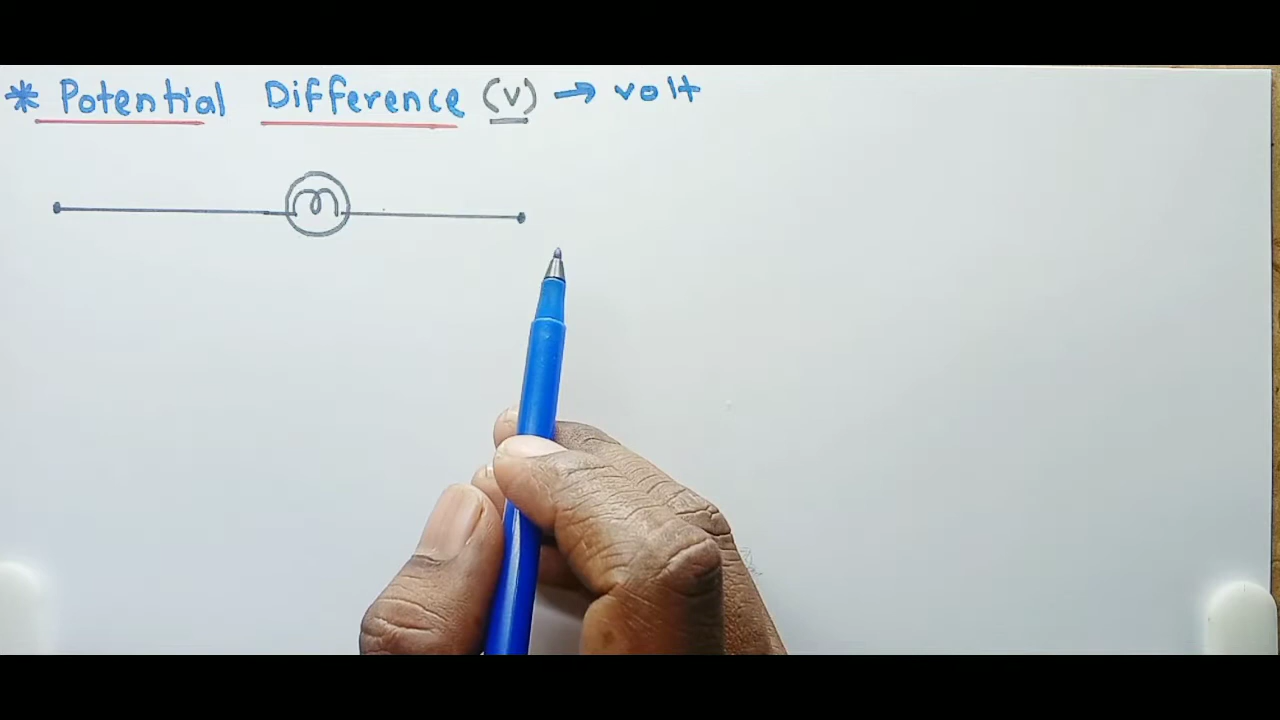 * Potential Difference (V) → volt